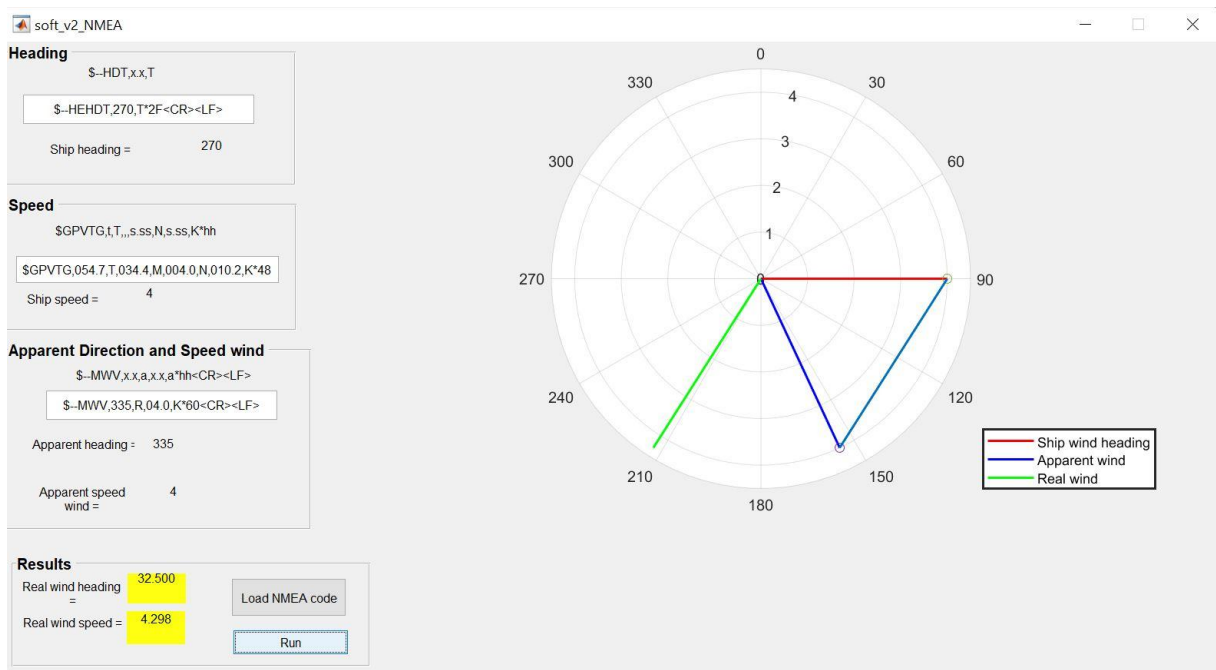 soft_v2_NMEA
Heading
$--HDT,x.x,T
$--HEHDT,270,T*2F<CR><LF>
Ship heading = 270
Speed
$GPVTG,t,T,,,s.ss,N,s.ss,K*hh
$GPVTG,054.7,T,034.4,M,004.0,N,010.2,K*48
Ship speed = 4
Apparent Direction and Speed wind
$--MWV,x.x,a,x.x,a*hh<CR><LF>
$--MWV,335,R,04.0,K*60<CR><LF>
Apparent heading = 335
Apparent speed 4
wind =
Results
Real wind heading 32.500
=
Real wind speed = 4.298
Load NMEA code
Run
0
30
60
90
120
150
180
210
240
270
300
330
4
3
2
1
0
Ship wind heading
Apparent wind
Real wind